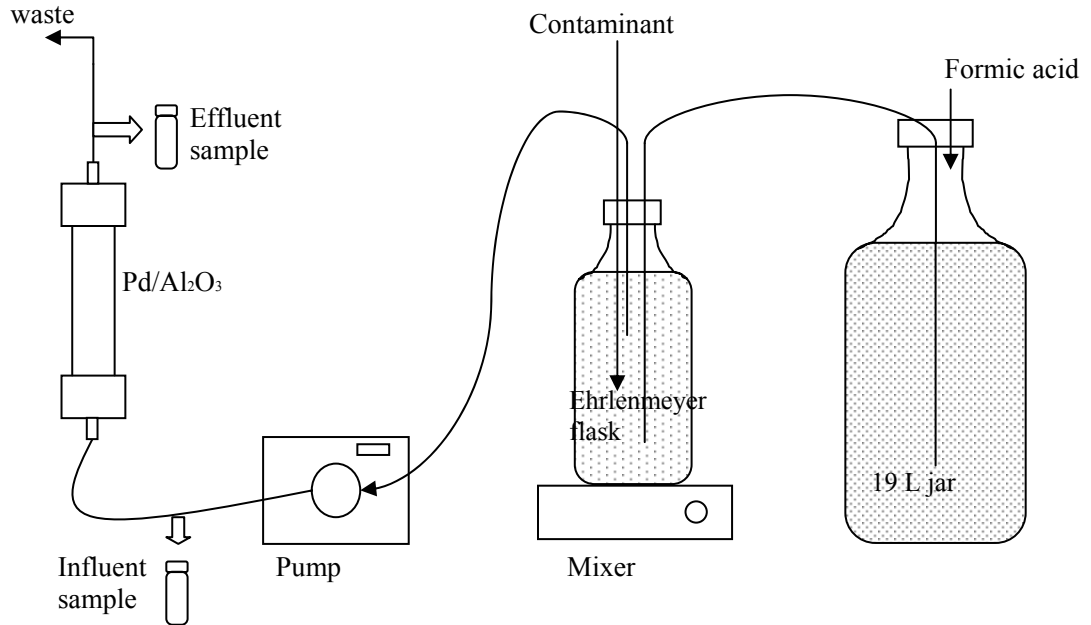 waste
Contaminant
Formic acid
Effluent
sample
Pd/Al₂O₃
Ehrlenmeyer
flask
19 L jar
Influent
sample
Pump
Mixer